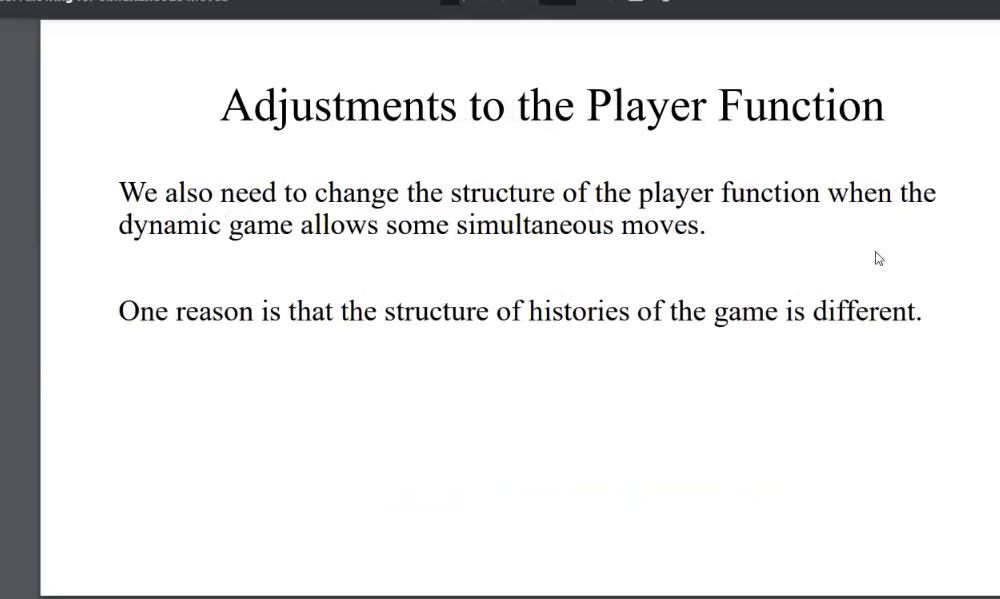 Adjustments to the Player Function
We also need to change the structure of the player function when the
dynamic game allows some simultaneous moves.
One reason is that the structure of histories of the game is different.